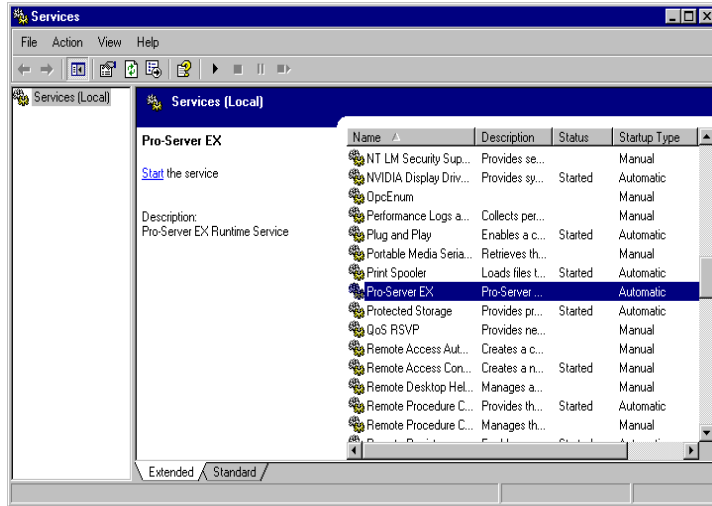 Services
File Action View Help
Services (Local)
Services (Local)
Pro-Server EX
Start the service
Description:
Pro-Server EX Runtime Service
Name Description Status Startup Type
NT LM Security Sup... Provides se... Manual
NVIDIA Display Driv... Provides sy... Started Automatic
OpcEnum Manual
Performance Logs a... Collects per... Manual
Plug and Play Enables a c... Started Automatic
Portable Media Seria... Retrieves th... Manual
Print Spooler Loads files t... Started Automatic
Pro-Server EX Pro-Server ... Automatic
Protected Storage Provides pr... Started Automatic
QoS RSVP Provides ne... Manual
Remote Access Aut... Creates a c... Manual
Remote Access Con... Creates a n... Started Manual
Remote Desktop Hel... Manages a... Manual
Remote Procedure C... Provides th... Started Automatic
Remote Procedure C... Manages th... Manual
Extended Standard